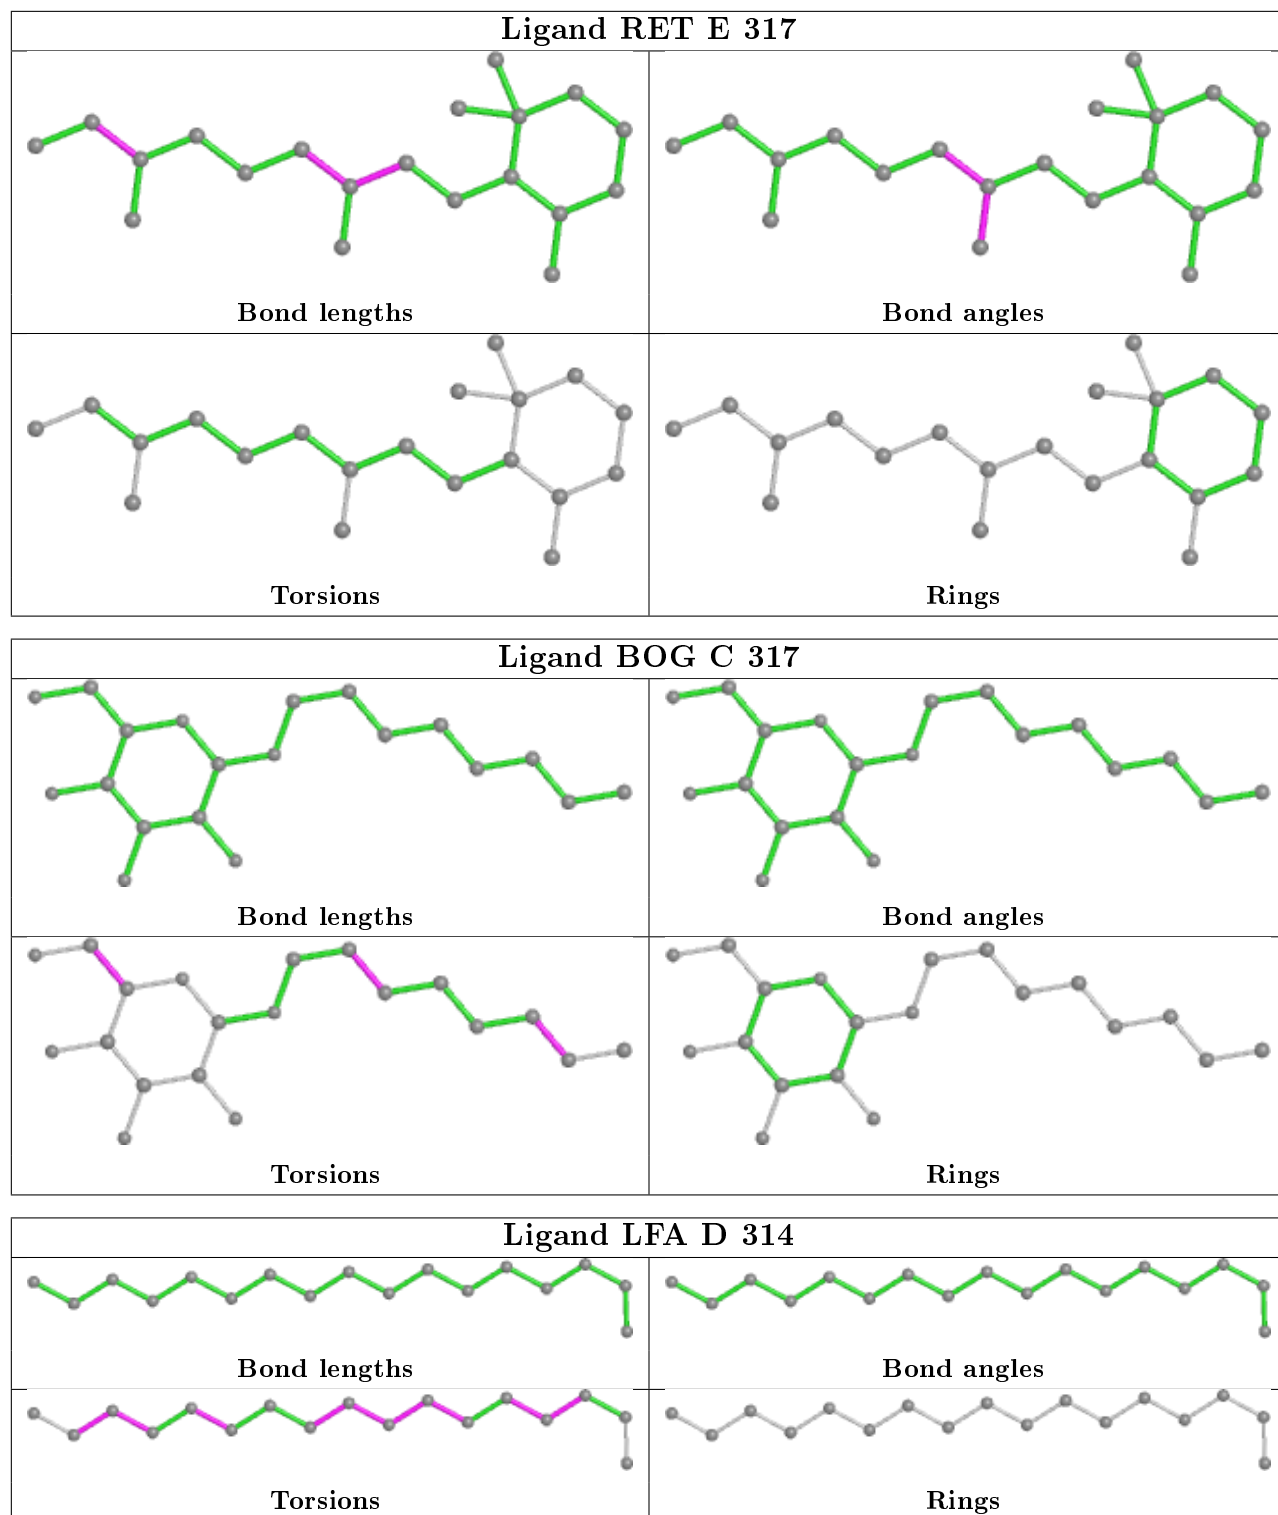 Ligand RET E 317
Bond lengths
Bond angles
Torsions
Rings
Ligand BOG C 317
Bond lengths
Bond angles
Torsions
Rings
Ligand LFA D 314
Bond lengths
Bond angles
Torsions
Rings